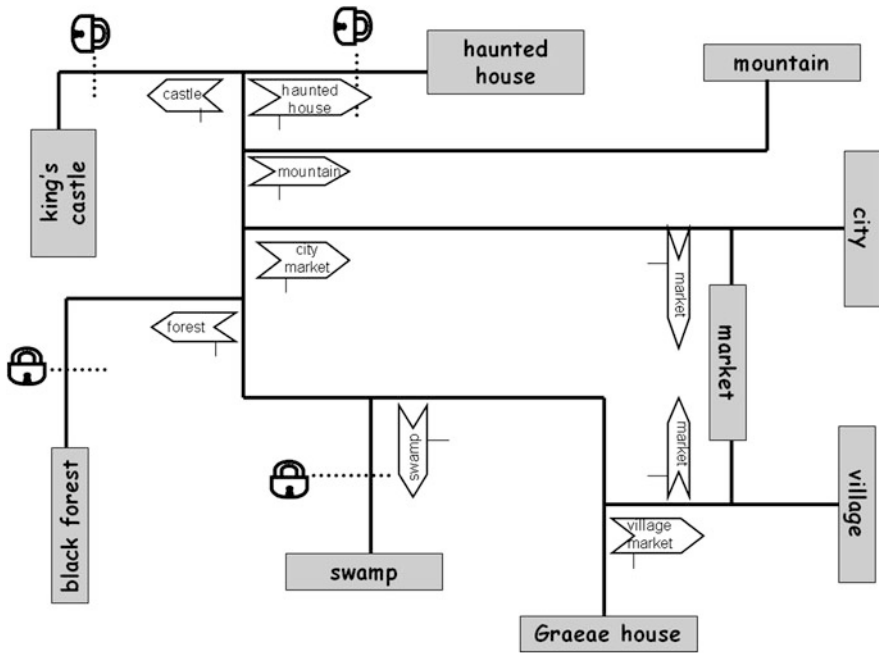 haunted
house
mountain
castle
haunted
house
king's
castle
mountain
city
city
market
market
forest
market
market
swamp
black forest
village
village
market
swamp
Graeae house